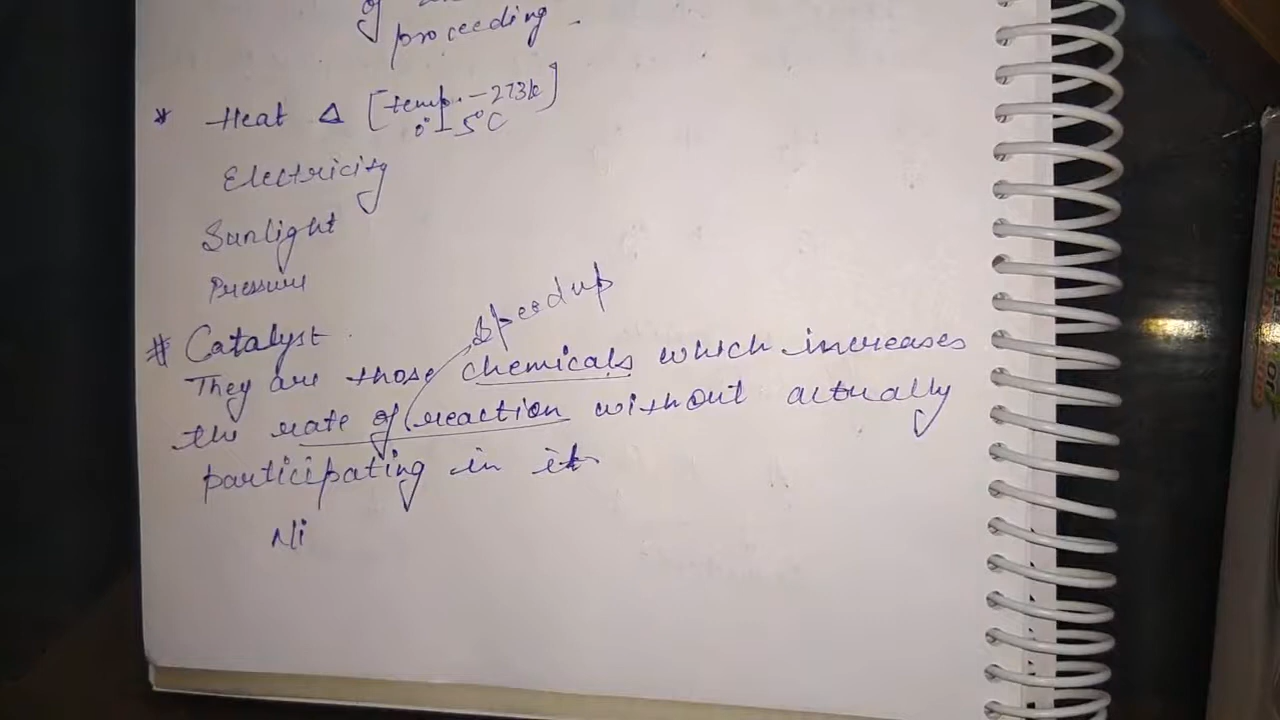 of
proceeding.
* Heat Δ [temp. - 273k]
0° - 5°C
Electricity
Sunlight
Pressure
# Catalyst.
speed up
They are those chemicals which increases
the rate of reaction without actually
participating in it
Ni